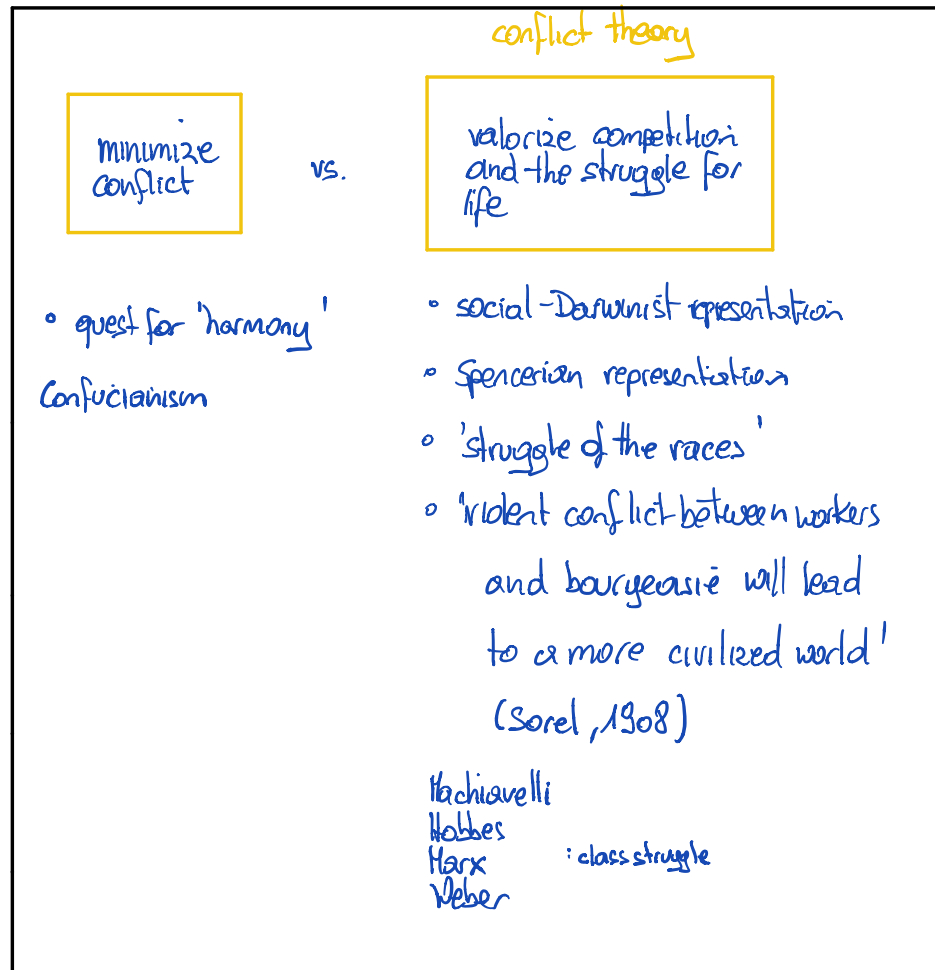 conflict theory
minimize
conflict
vs.
valorize competition
and the struggle for
life
• quest for 'harmony'
Confucianism
• social-Darwinist representation
• Spencerian representation
• 'struggle of the races'
• 'violent conflict between workers
and bourgeoisie will lead
to a more civilized world'
(Sorel, 1908)
Machiavelli
Hobbes
Marx : class struggle
Weber